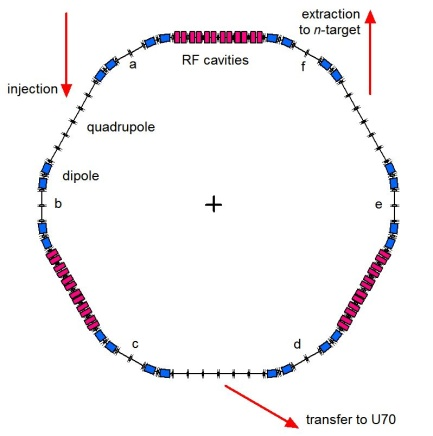 extraction
to n-target
a
f
RF cavities
injection
quadrupole
dipole
b
e
c
d
transfer to U70